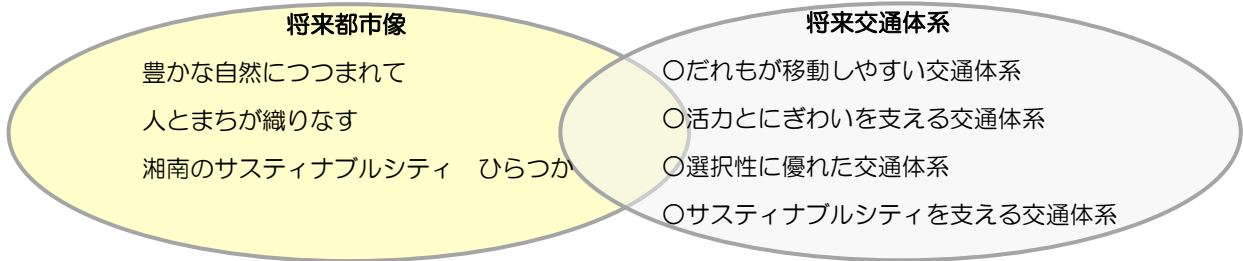 将来都市像
豊かな自然につつまれて
人とまちが織りなす
湘南のサスティナブルシティ　ひらつか
将来交通体系
〇だれもが移動しやすい交通体系
〇活力とにぎわいを支える交通体系
〇選択性に優れた交通体系
〇サスティナブルシティを支える交通体系